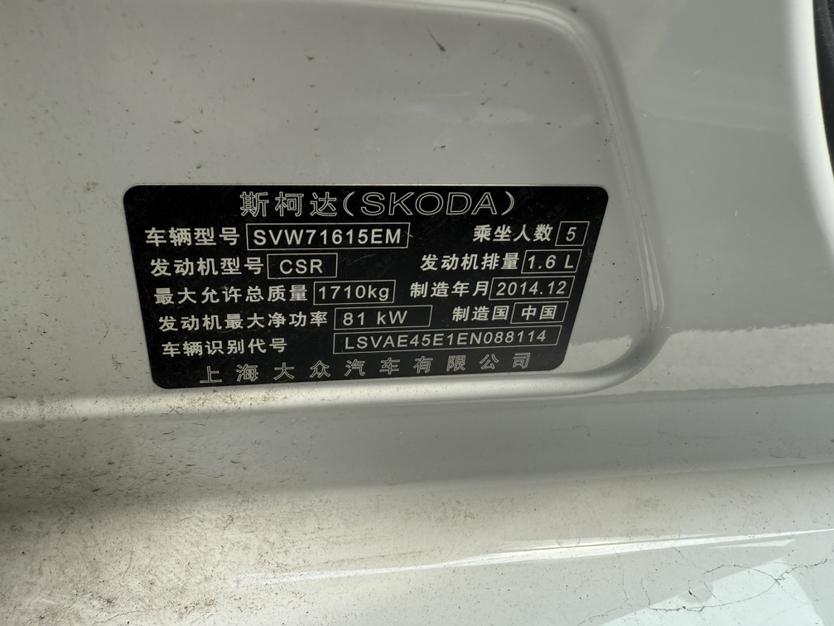 斯柯达(SKODA)
车辆型号 SVW71615EM 乘坐人数 5
发动机型号 CSR 发动机排量 1.6 L
最大允许总质量 1710kg 制造年月 2014.12
发动机最大净功率 81 kW 制造国 中国
车辆识别代号 LSVAE45E1EN088114
上海大众汽车有限公司